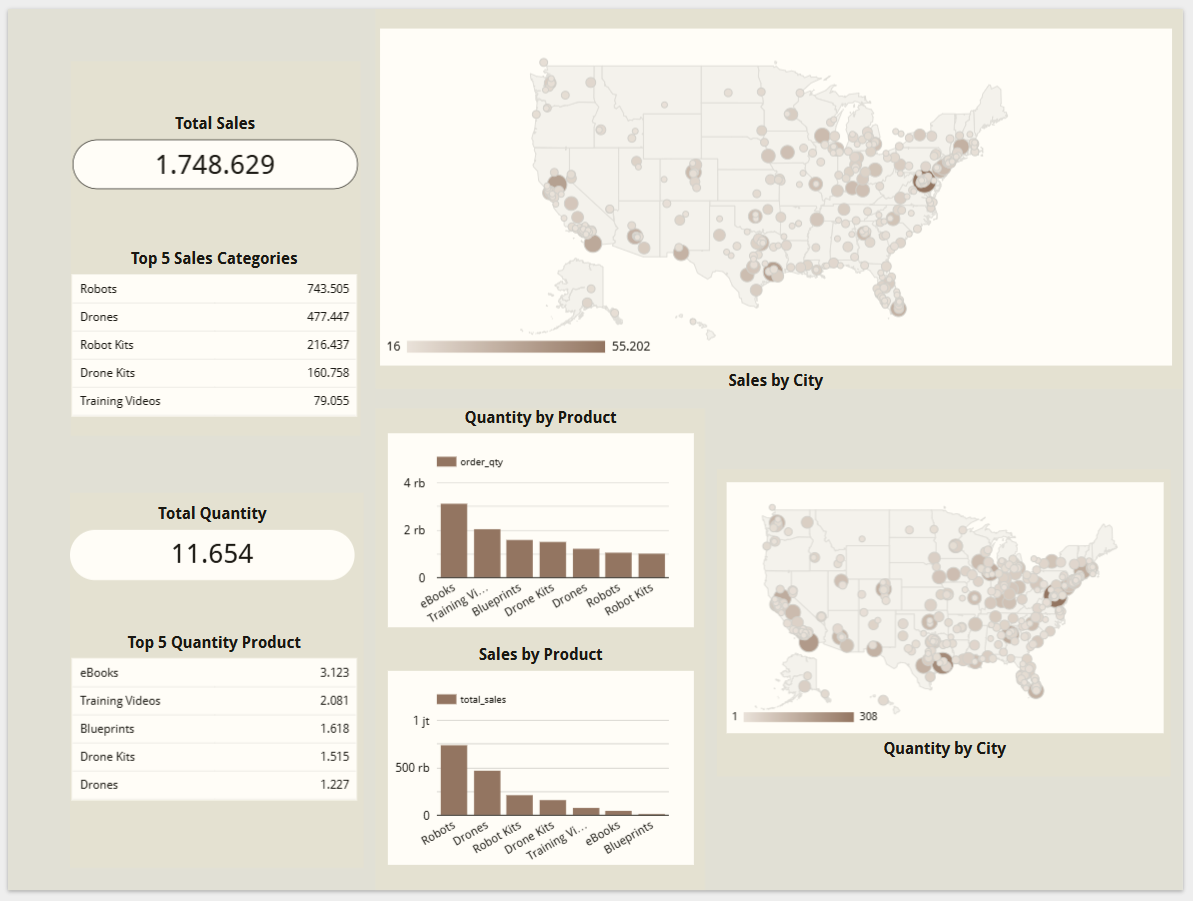 Total Sales
1.748.629
Top 5 Sales Categories
Robots 743.505
Drones 477.447
Robot Kits 216.437
Drone Kits 160.758
Training Videos 79.055
Total Quantity
11.654
Top 5 Quantity Product
eBooks 3.123
Training Videos 2.081
Blueprints 1.618
Drone Kits 1.515
Drones 1.227
16 55.202
Sales by City
Quantity by Product
order_qty
4 rb
2 rb
0
eBooks Training Vi... Blueprints Drone Kits Drones Robots Robot Kits
Sales by Product
total_sales
1 jt
500 rb
0
Robots Drones Robot Kits Drone Kits Training Vi... eBooks Blueprints
1 308
Quantity by City